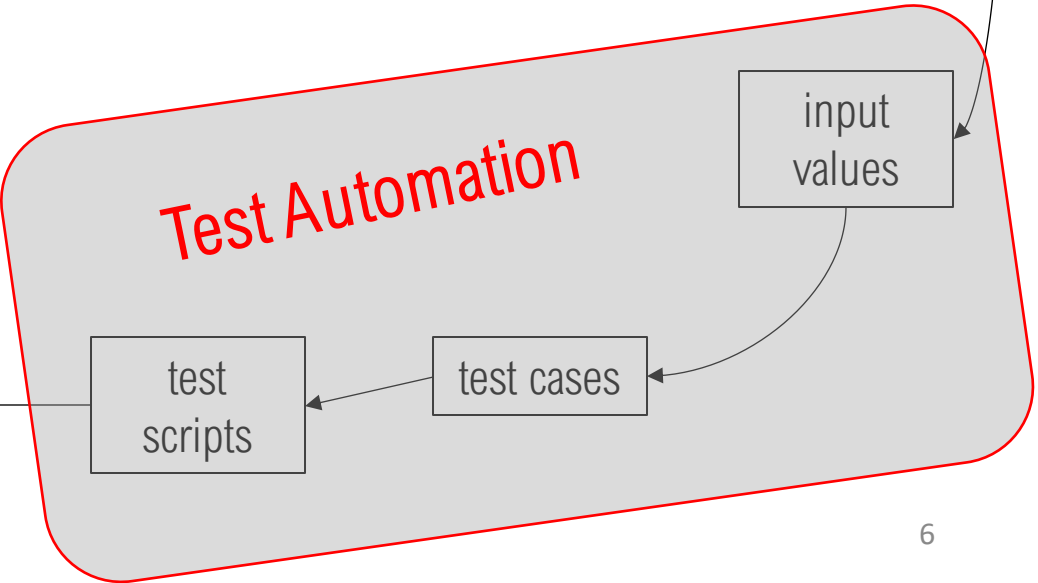 Test Automation
input
values
test cases
test
scripts
6